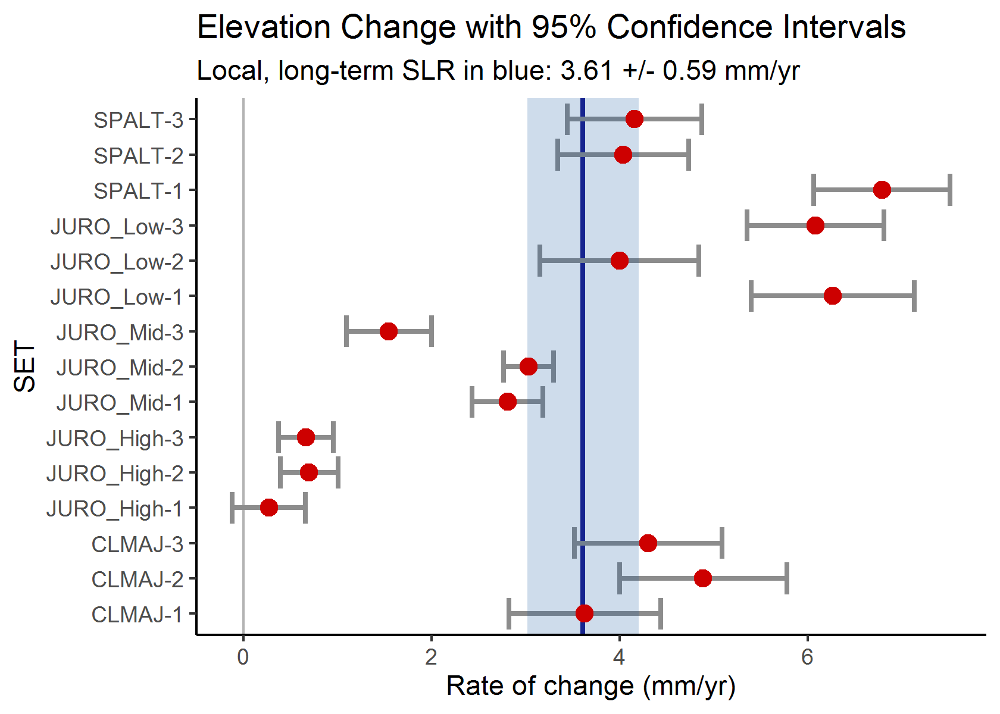 Elevation Change with 95% Confidence Intervals
Local, long-term SLR in blue: 3.61 +/- 0.59 mm/yr
SPALT-3
SPALT-2
SPALT-1
JURO_Low-3
JURO_Low-2
JURO_Low-1
JURO_Mid-3
JURO_Mid-2
JURO_Mid-1
JURO_High-3
JURO_High-2
JURO_High-1
CLMAJ-3
CLMAJ-2
CLMAJ-1
SET
0 2 4 6
Rate of change (mm/yr)